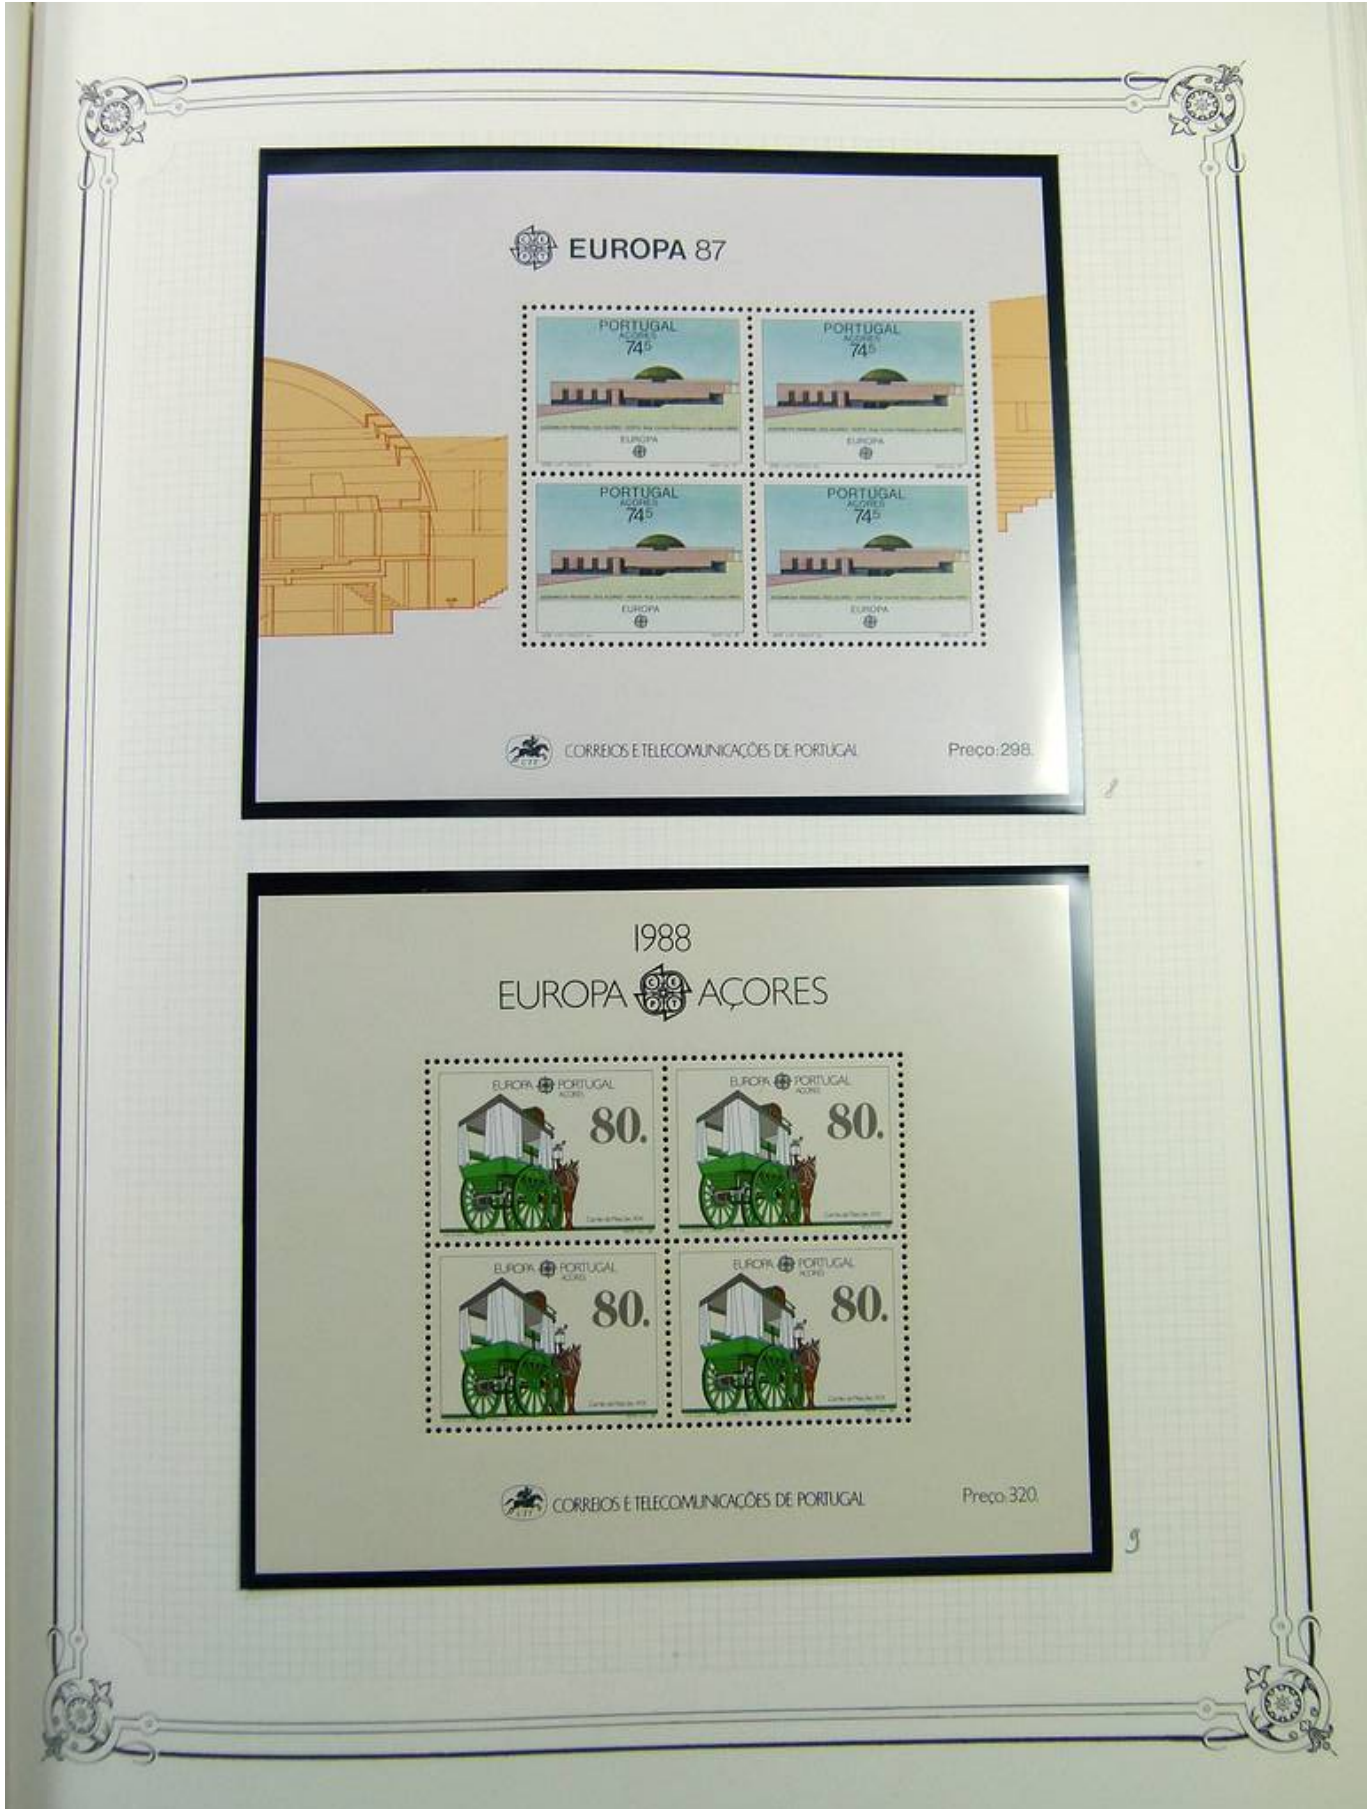 EUROPA 87
PORTUGAL
AÇORES
74⁵
EUROPA
PORTUGAL
AÇORES
74⁵
EUROPA
PORTUGAL
AÇORES
74⁵
EUROPA
PORTUGAL
AÇORES
74⁵
EUROPA
CORREIOS E TELECOMUNICAÇÕES DE PORTUGAL
Preço: 298.
8
1988
EUROPA CEPT AÇORES
EUROPA PORTUGAL
AÇORES
80.
EUROPA PORTUGAL
AÇORES
80.
EUROPA PORTUGAL
AÇORES
80.
EUROPA PORTUGAL
AÇORES
80.
CORREIOS E TELECOMUNICAÇÕES DE PORTUGAL
Preço: 320.
9